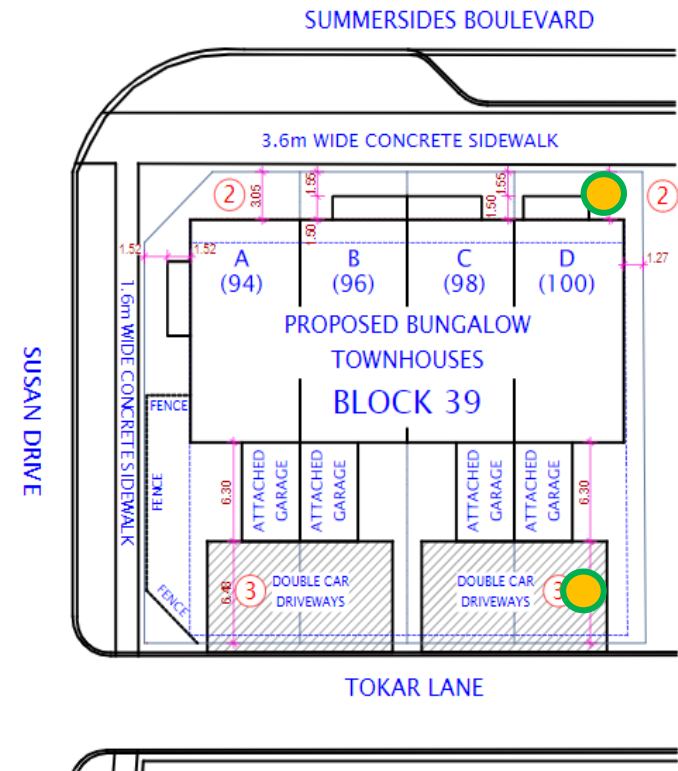 SUMMERSIDES BOULEVARD
3.6m WIDE CONCRETE SIDEWALK
2
3.05
1.55
1.50
1.55
1.50
2
1.52
1.52
1.27
A
(94)
B
(96)
C
(98)
D
(100)
PROPOSED BUNGALOW
TOWNHOUSES
BLOCK 39
SUSAN DRIVE
1.6m WIDE CONCRETE SIDEWALK
FENCE
FENCE
FENCE
6.30
ATTACHED
GARAGE
ATTACHED
GARAGE
ATTACHED
GARAGE
ATTACHED
GARAGE
6.30
6.48
3
DOUBLE CAR
DRIVEWAYS
DOUBLE CAR
DRIVEWAYS
3
TOKAR LANE